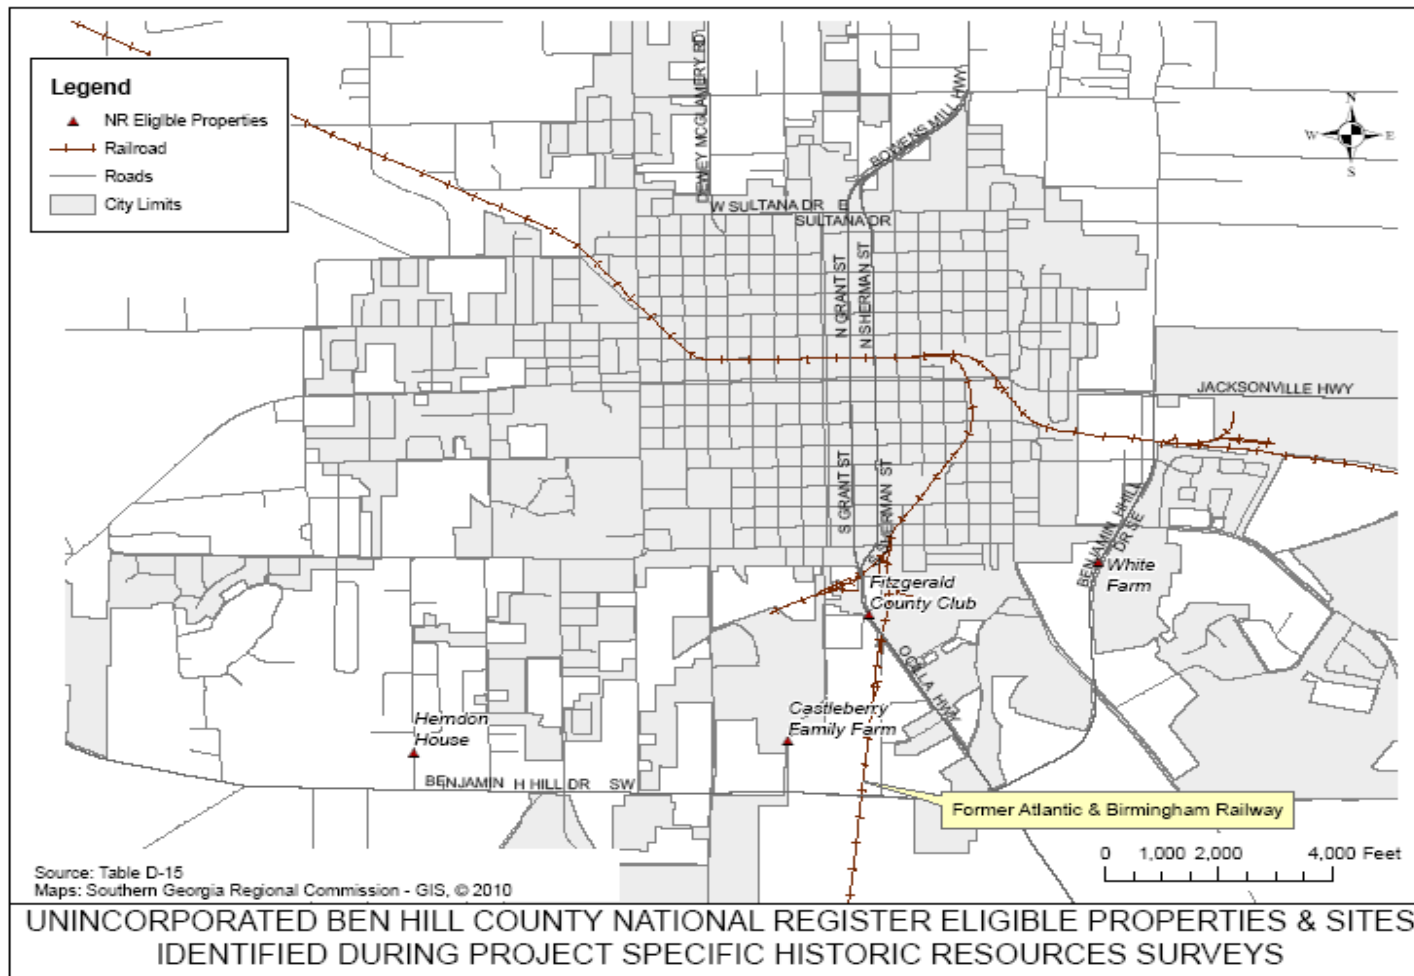 Legend
NR Eligible Properties
Railroad
Roads
City Limits
DEWEY MCGLAMERY RD
BOWENS MILL HWY
N
W E
S
W SULTANA DR E
SULTANA DR
N GRANT ST
N SHERMAN ST
JACKSONVILLE HWY
S GRANT ST
S SHERMAN ST
BENJAMIN H HILL
DR SE
White
Farm
Fitzgerald
County Club
OCILLA HWY
Herndon
House
Castleberry
Family Farm
BENJAMIN H HILL DR SW
Former Atlantic & Birmingham Railway
0 1,000 2,000 4,000 Feet
Source: Table D-15
Maps: Southern Georgia Regional Commission - GIS, © 2010
UNINCORPORATED BEN HILL COUNTY NATIONAL REGISTER ELIGIBLE PROPERTIES & SITES
IDENTIFIED DURING PROJECT SPECIFIC HISTORIC RESOURCES SURVEYS